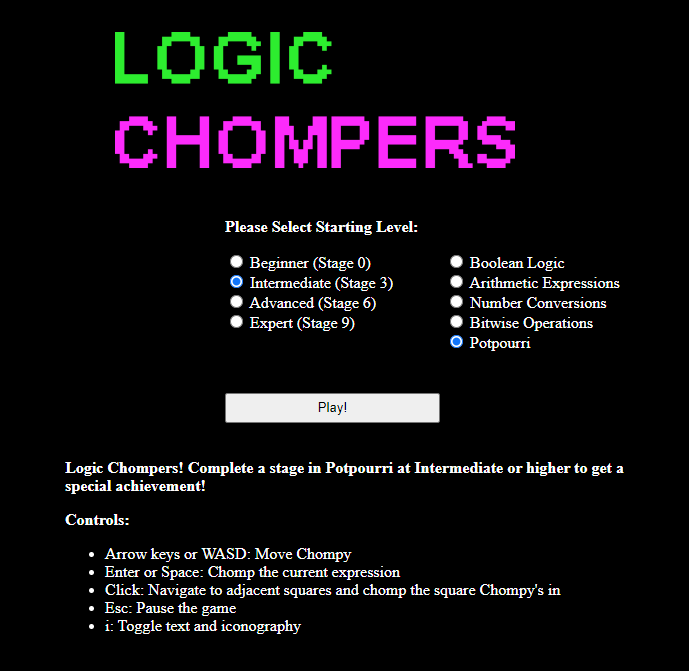 LOGIC
CHOMPERS
Please Select Starting Level:
Beginner (Stage 0)
Intermediate (Stage 3)
Advanced (Stage 6)
Expert (Stage 9)
Boolean Logic
Arithmetic Expressions
Number Conversions
Bitwise Operations
Potpourri
Play!
Logic Chompers! Complete a stage in Potpourri at Intermediate or higher to get a
special achievement!
Controls:
Arrow keys or WASD: Move Chompy
Enter or Space: Chomp the current expression
Click: Navigate to adjacent squares and chomp the square Chompy's in
Esc: Pause the game
i: Toggle text and iconography